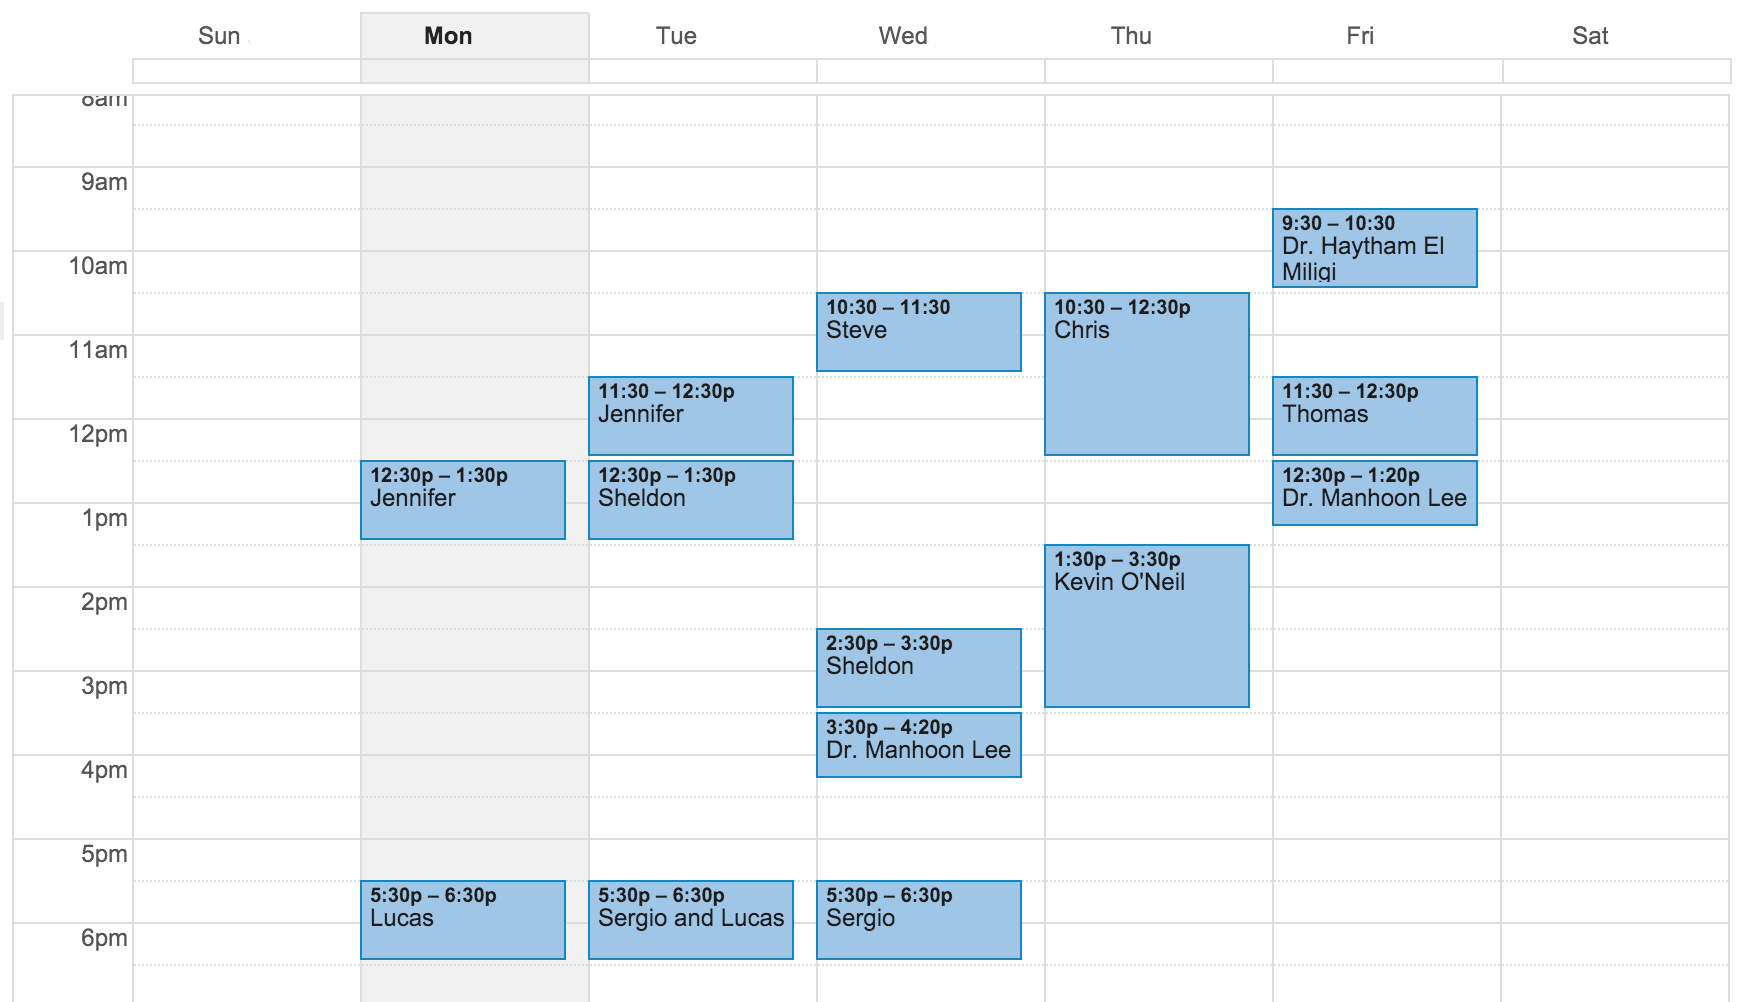 Sun
Mon
Tue
Wed
Thu
Fri
Sat
8am
9am
9:30 – 10:30
Dr. Haytham El
Miligi
10am
10:30 – 11:30
Steve
10:30 – 12:30p
Chris
11am
11:30 – 12:30p
Jennifer
11:30 – 12:30p
Thomas
12pm
12:30p – 1:30p
Jennifer
12:30p – 1:30p
Sheldon
12:30p – 1:20p
Dr. Manhoon Lee
1pm
1:30p – 3:30p
Kevin O'Neil
2pm
2:30p – 3:30p
Sheldon
3pm
3:30p – 4:20p
Dr. Manhoon Lee
4pm
5pm
5:30p – 6:30p
Lucas
5:30p – 6:30p
Sergio and Lucas
5:30p – 6:30p
Sergio
6pm